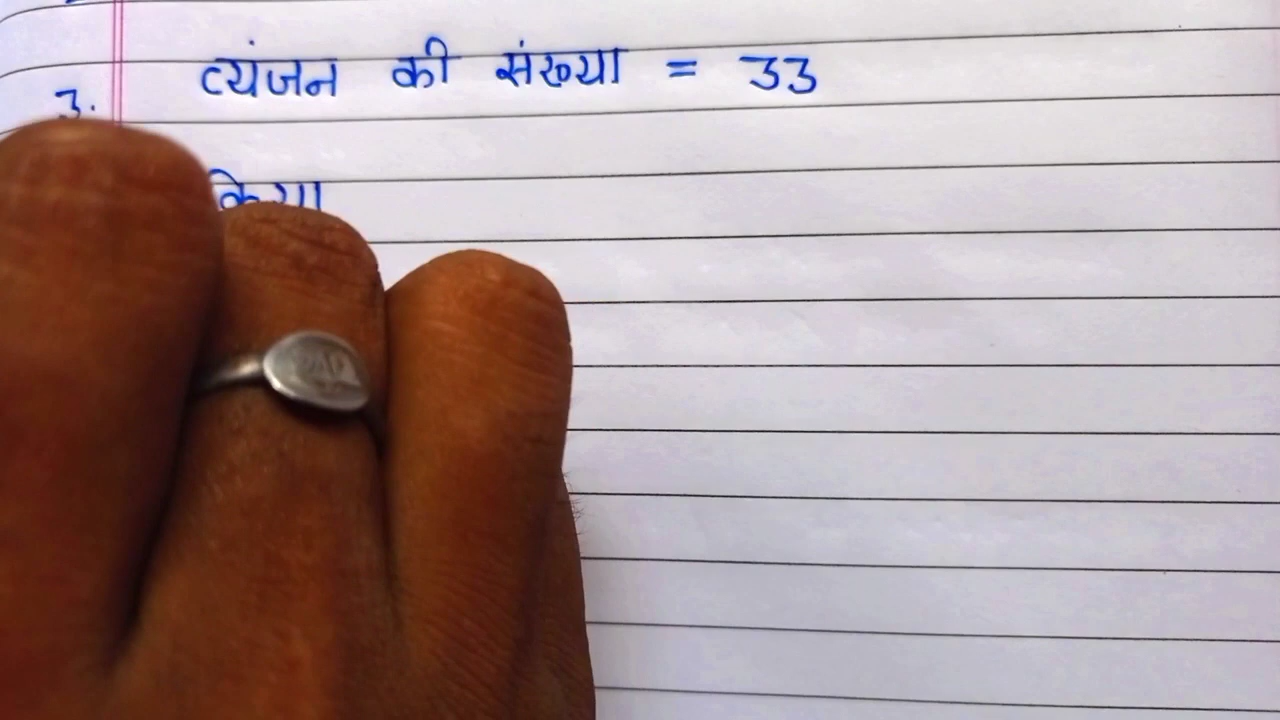 व्यंजन की संख्या = 33
3.